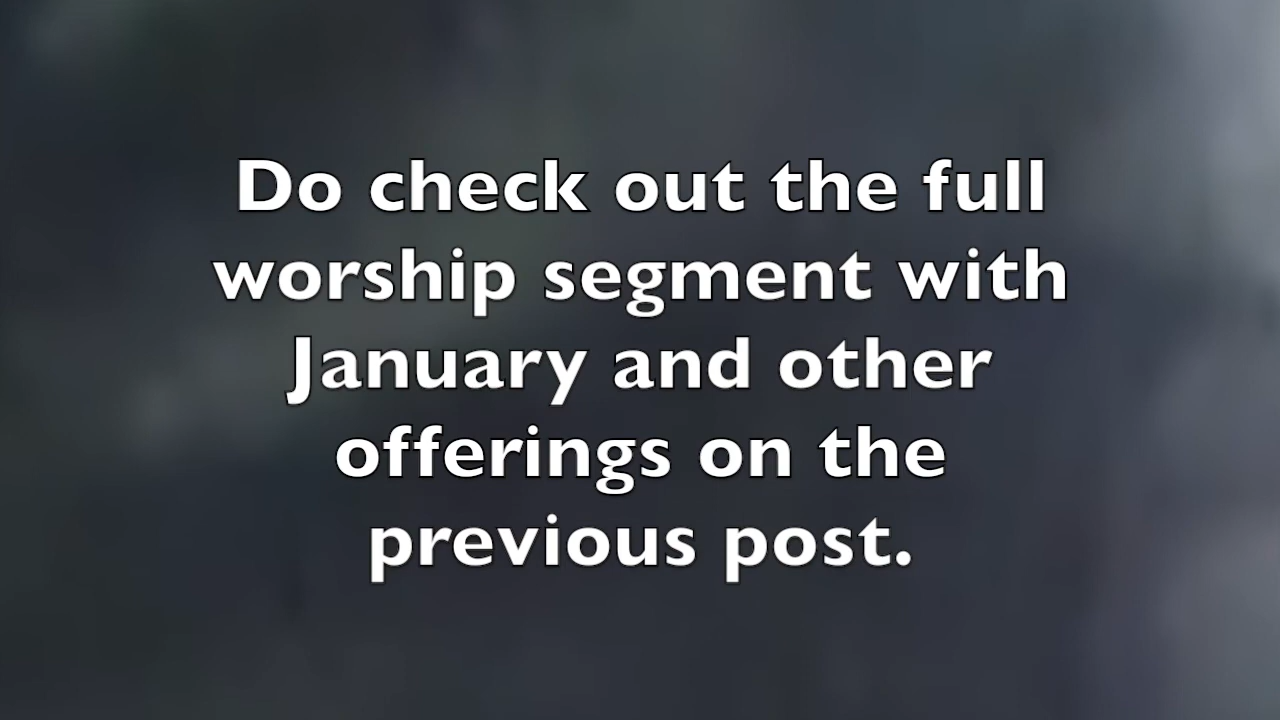 Do check out the full
worship segment with
January and other
offerings on the
previous post.